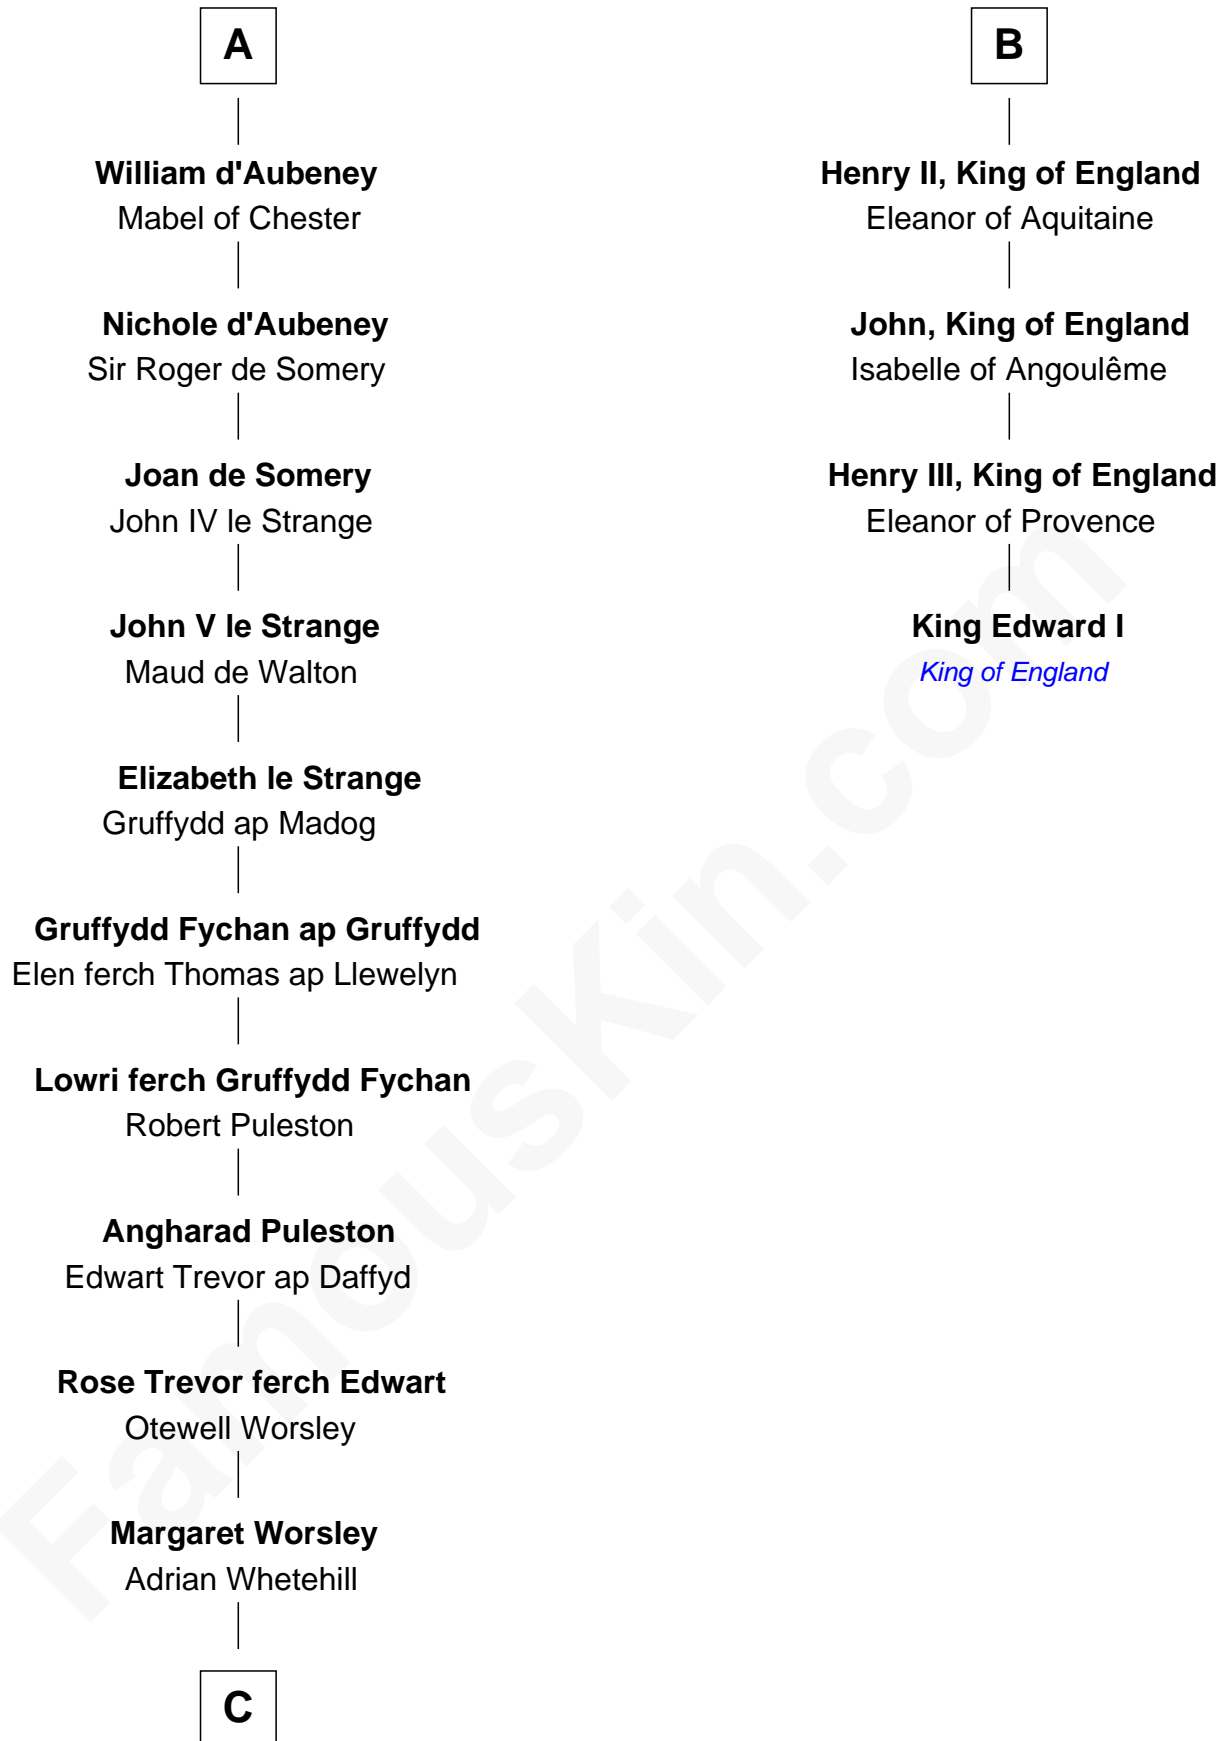 A
William d'Aubeney
Mabel of Chester
Nichole d'Aubeney
Sir Roger de Somery
Joan de Somery
John IV le Strange
John V le Strange
Maud de Walton
Elizabeth le Strange
Gruffydd ap Madog
Gruffydd Fychan ap Gruffydd
Elen ferch Thomas ap Llewelyn
Lowri ferch Gruffydd Fychan
Robert Puleston
Angharad Puleston
Edwart Trevor ap Daffyd
Rose Trevor ferch Edwart
Otewell Worsley
Margaret Worsley
Adrian Whetehill
C
B
Henry II, King of England
Eleanor of Aquitaine
John, King of England
Isabelle of Angoulême
Henry III, King of England
Eleanor of Provence
King Edward I
King of England
FamousKin.com